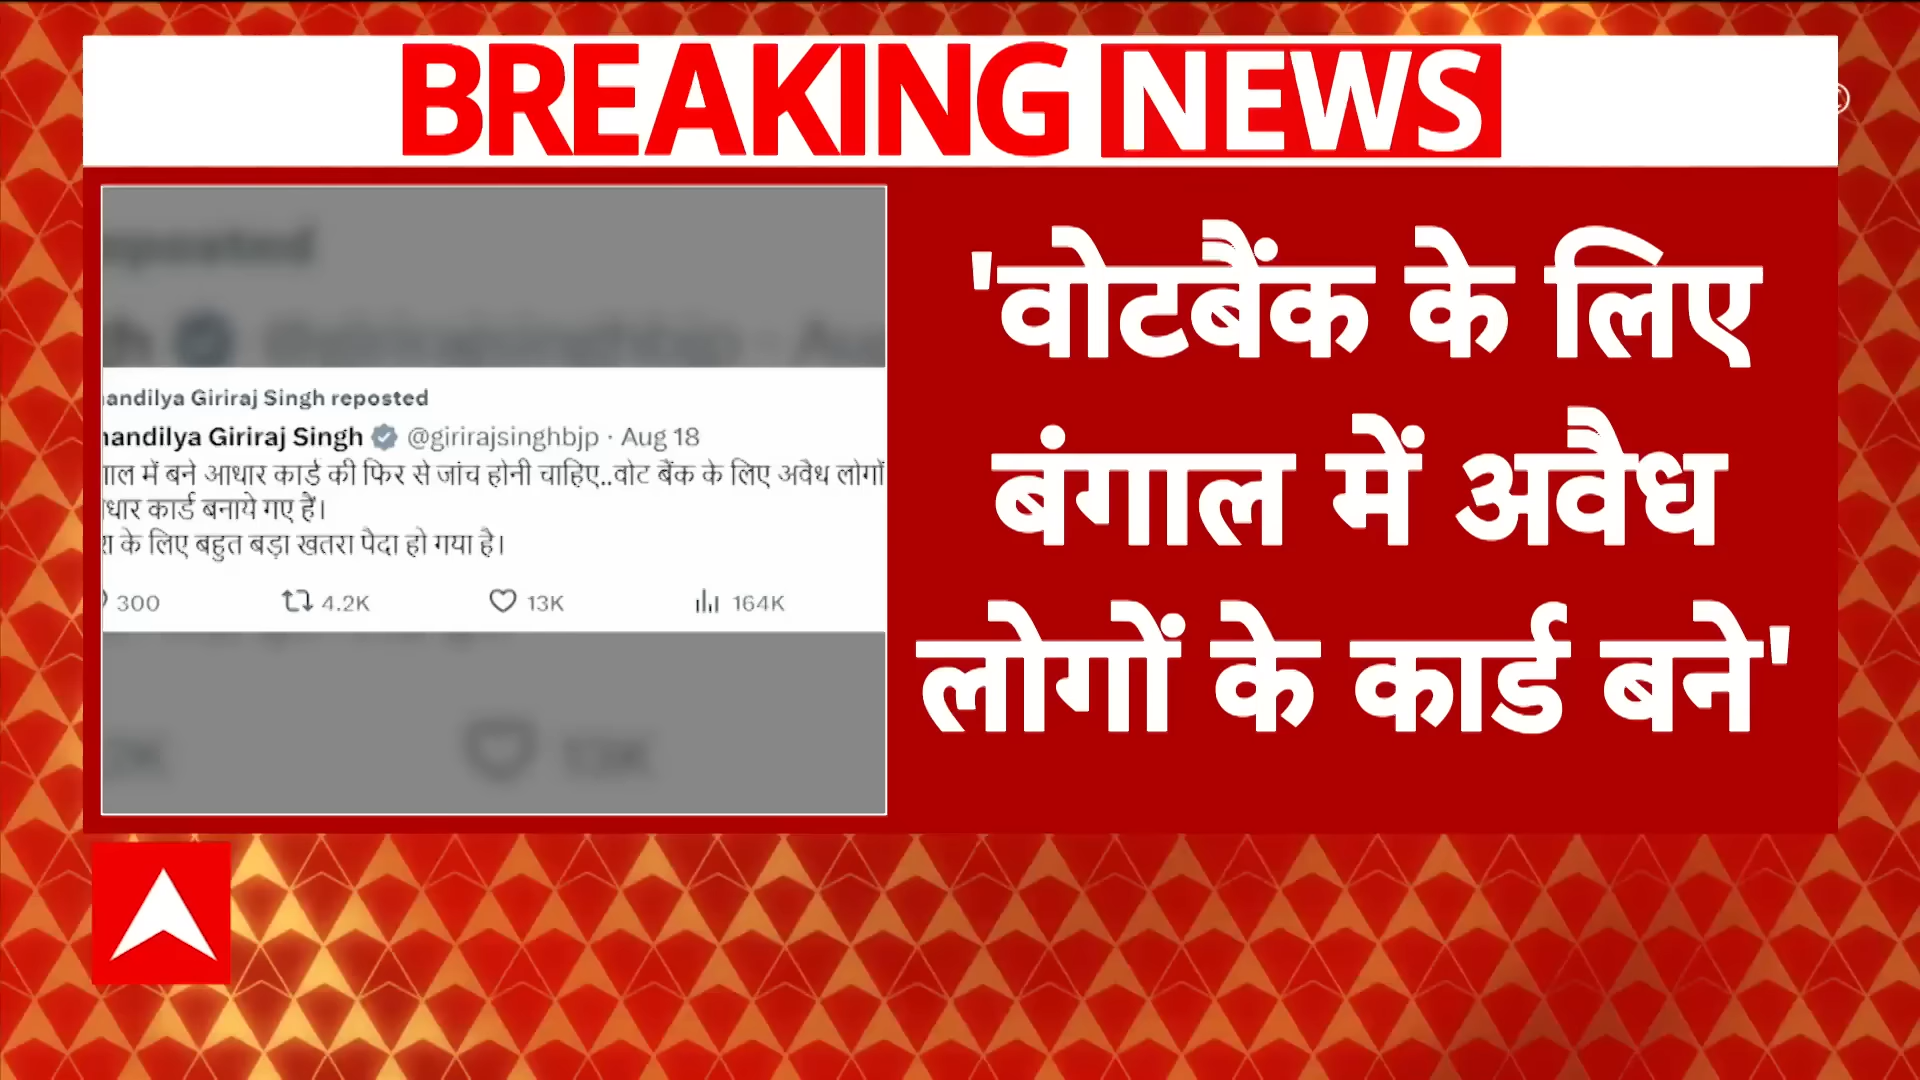 BREAKING NEWS
'वोटबैंक के लिए
बंगाल में अवैध
लोगों के कार्ड बने'
andilya Giriraj Singh reposted
andilya Giriraj Singh @girirajsinghbjp · Aug 18
गाल में बने आधार कार्ड की फिर से जांच होनी चाहिए..वोट बैंक के लिए अवैध लोगों
धार कार्ड बनाये गए हैं।
के लिए बहुत बड़ा खतरा पैदा हो गया है।
300 4.2K 13K 164K